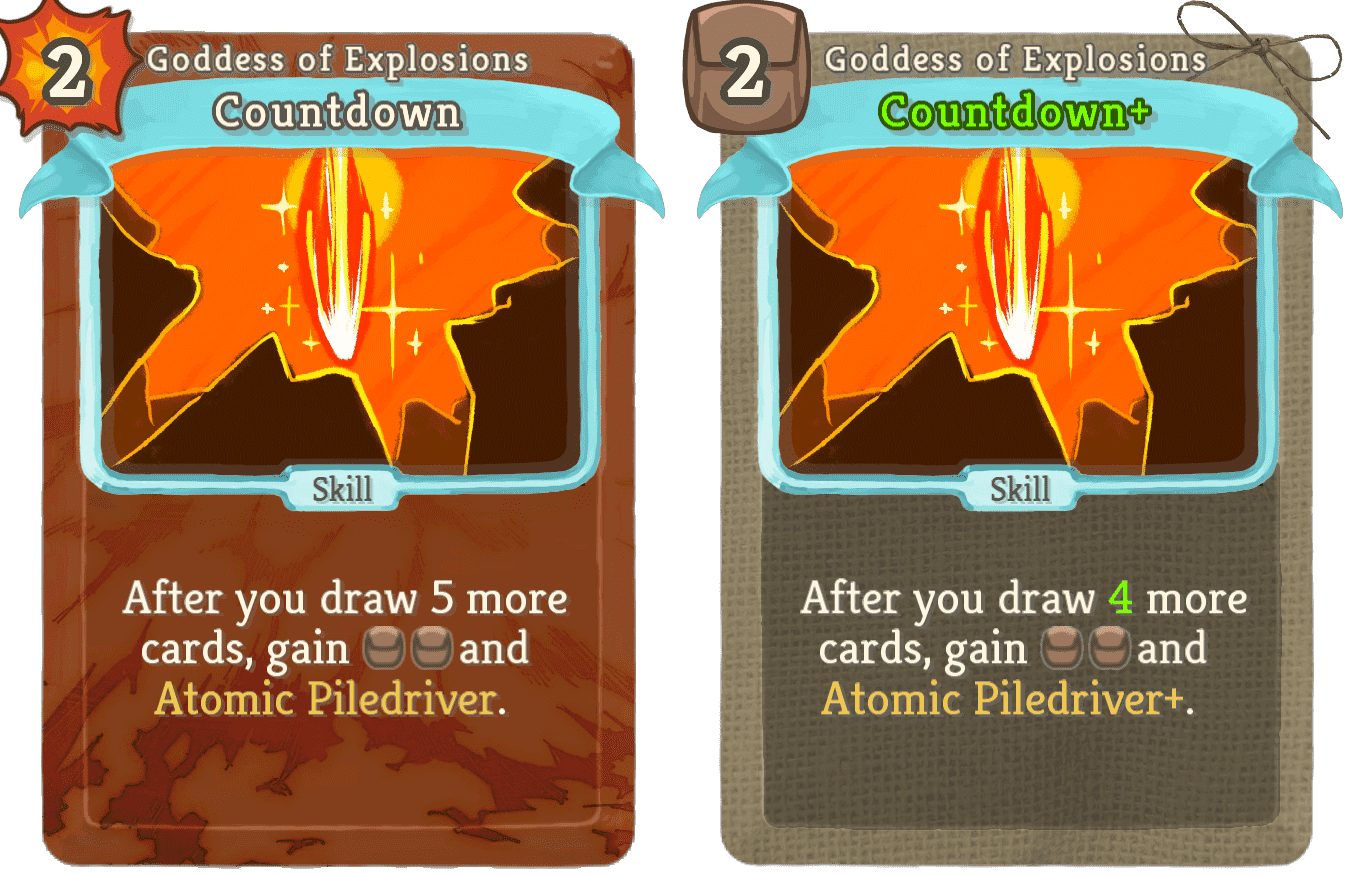 2
Goddess of Explosions
Countdown
Skill
After you draw 5 more
cards, gain and
Atomic Piledriver.
2
Goddess of Explosions
Countdown+
Skill
After you draw 4 more
cards, gain and
Atomic Piledriver+.